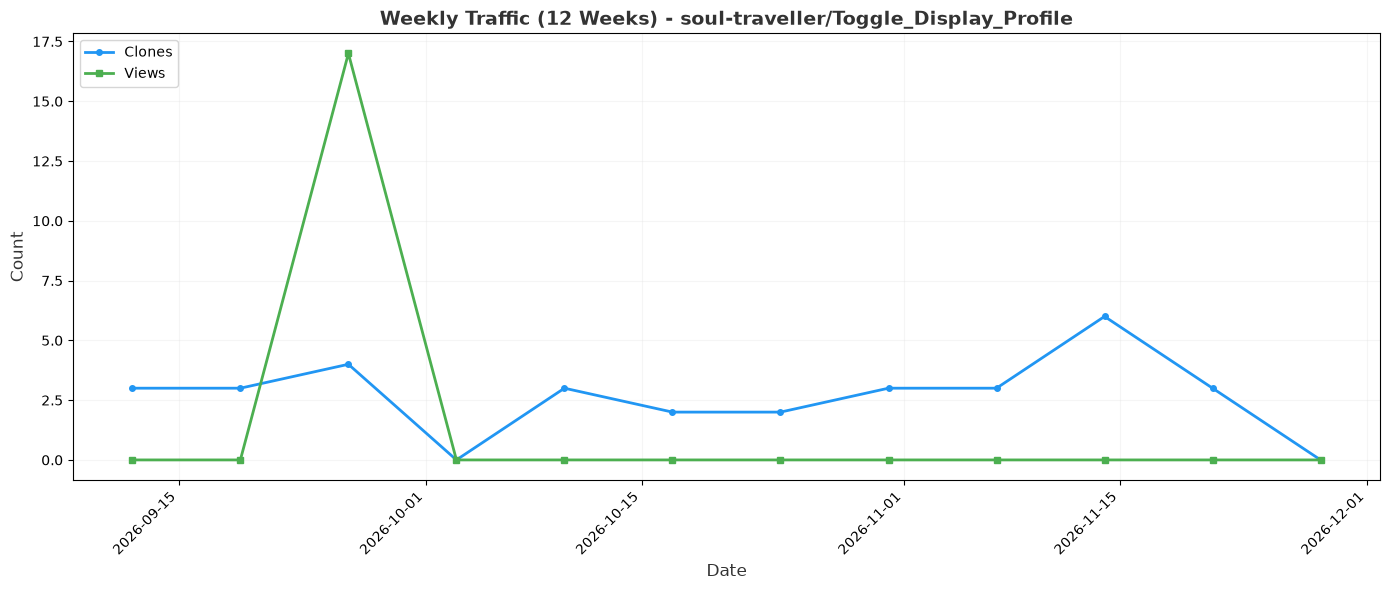 Weekly Traffic (12 Weeks) - soul-traveller/Toggle_Display_Profile
Clones
Views
17.5
15.0
12.5
10.0
7.5
5.0
2.5
0.0
Count
2026-09-15
2026-10-01
2026-10-15
2026-11-01
2026-11-15
2026-12-01
Date